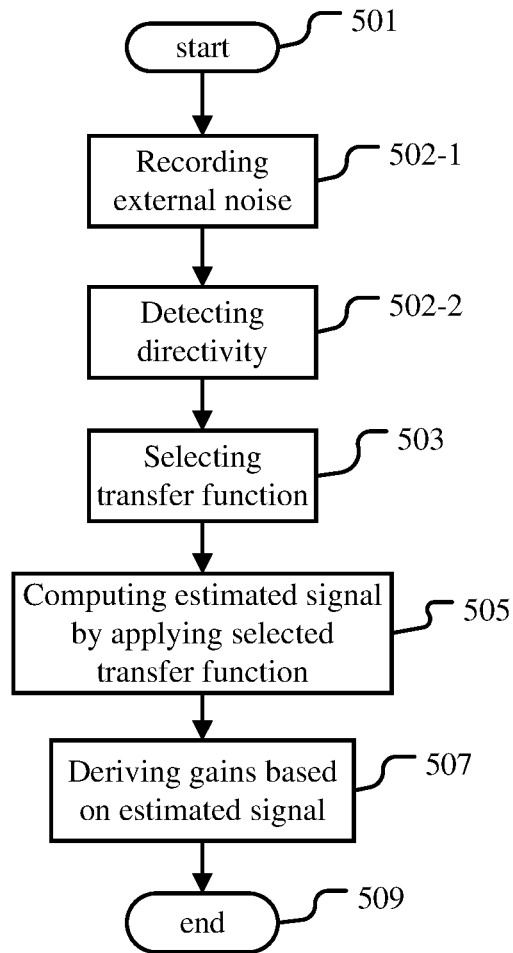 start
501
Recording
external noise
502-1
Detecting
directivity
502-2
Selecting
transfer function
503
Computing estimated signal
by applying selected
transfer function
505
Deriving gains based
on estimated signal
507
end
509